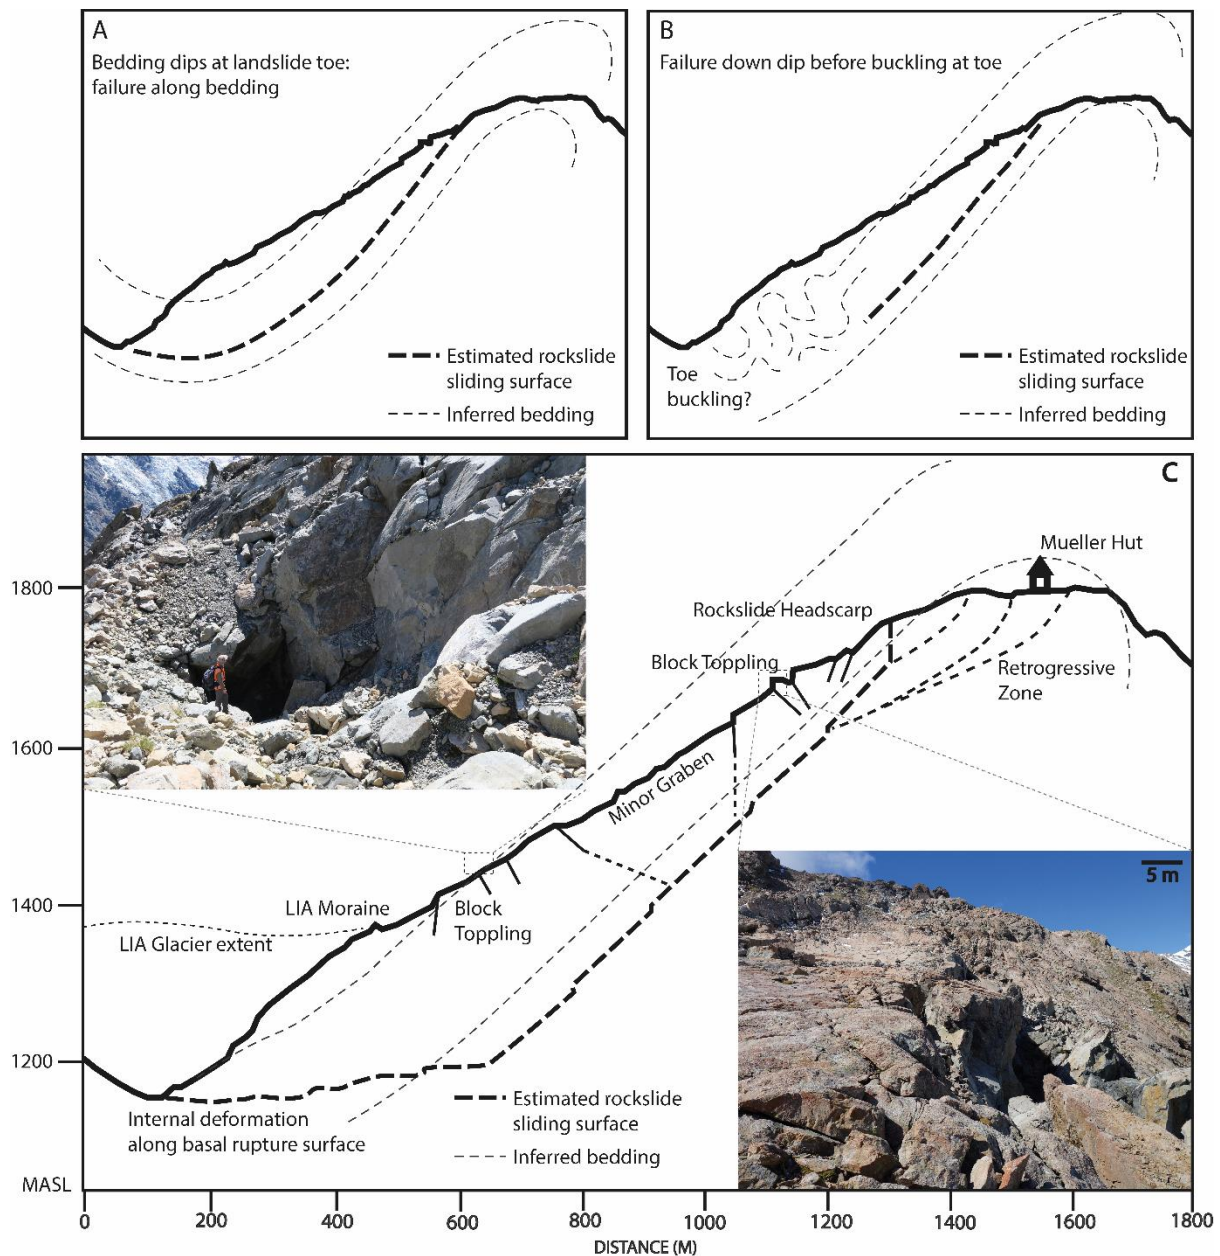 A
Bedding dips at landslide toe:
failure along bedding
Estimated rockslide
sliding surface
Inferred bedding
B
Failure down dip before buckling at toe
Toe
buckling?
Estimated rockslide
sliding surface
Inferred bedding
C
Mueller Hut
Rockslide Headscarp
Block Toppling
Retrogressive
Zone
Minor Graben
LIA Moraine
Block
Toppling
LIA Glacier extent
Internal deformation
along basal rupture surface
Estimated rockslide
sliding surface
Inferred bedding
5 m
1800
1600
1400
1200
MASL
0 200 400 600 800 1000 1200 1400 1600 1800
DISTANCE (M)